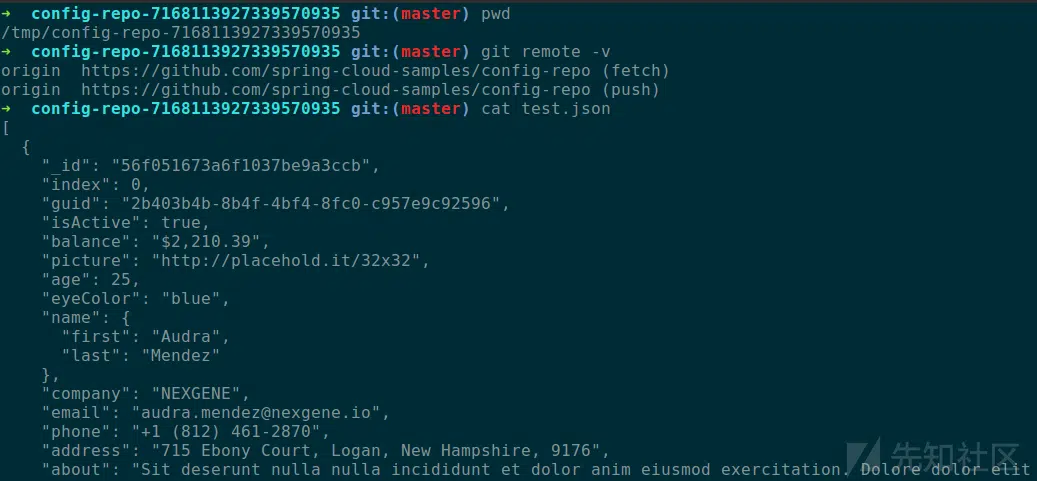 ➜  config-repo-7168113927339570935 git:(master) pwd
/tmp/config-repo-7168113927339570935
➜  config-repo-7168113927339570935 git:(master) git remote -v
origin  https://github.com/spring-cloud-samples/config-repo (fetch)
origin  https://github.com/spring-cloud-samples/config-repo (push)
➜  config-repo-7168113927339570935 git:(master) cat test.json
[
  {
    "_id": "56f051673a6f1037be9a3ccb",
    "index": 0,
    "guid": "2b403b4b-8b4f-4bf4-8fc0-c957e9c92596",
    "isActive": true,
    "balance": "$2,210.39",
    "picture": "http://placehold.it/32x32",
    "age": 25,
    "eyeColor": "blue",
    "name": {
      "first": "Audra",
      "last": "Mendez"
    },
    "company": "NEXGENE",
    "email": "audra.mendez@nexgene.io",
    "phone": "+1 (812) 461-2870",
    "address": "715 Ebony Court, Logan, New Hampshire, 9176",
    "about": "Sit deserunt nulla nulla incididunt et dolor anim eiusmod exercitation. Dolore dolor elit
先知社区